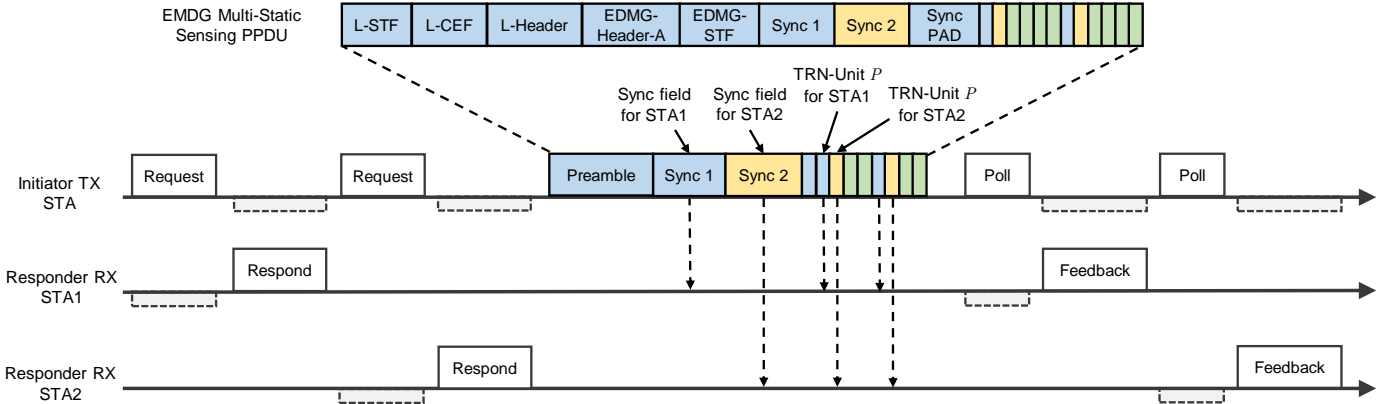 EMDG Multi-Static
Sensing PPDU
L-STF
L-CEF
L-Header
EDMG-
Header-A
EDMG-
STF
Sync 1
Sync 2
Sync
PAD
Sync field
for STA1
Sync field
for STA2
TRN-Unit P
for STA1
TRN-Unit P
for STA2
Initiator TX
STA
Request
Request
Preamble
Sync 1
Sync 2
Poll
Poll
Responder RX
STA1
Respond
Feedback
Responder RX
STA2
Respond
Feedback